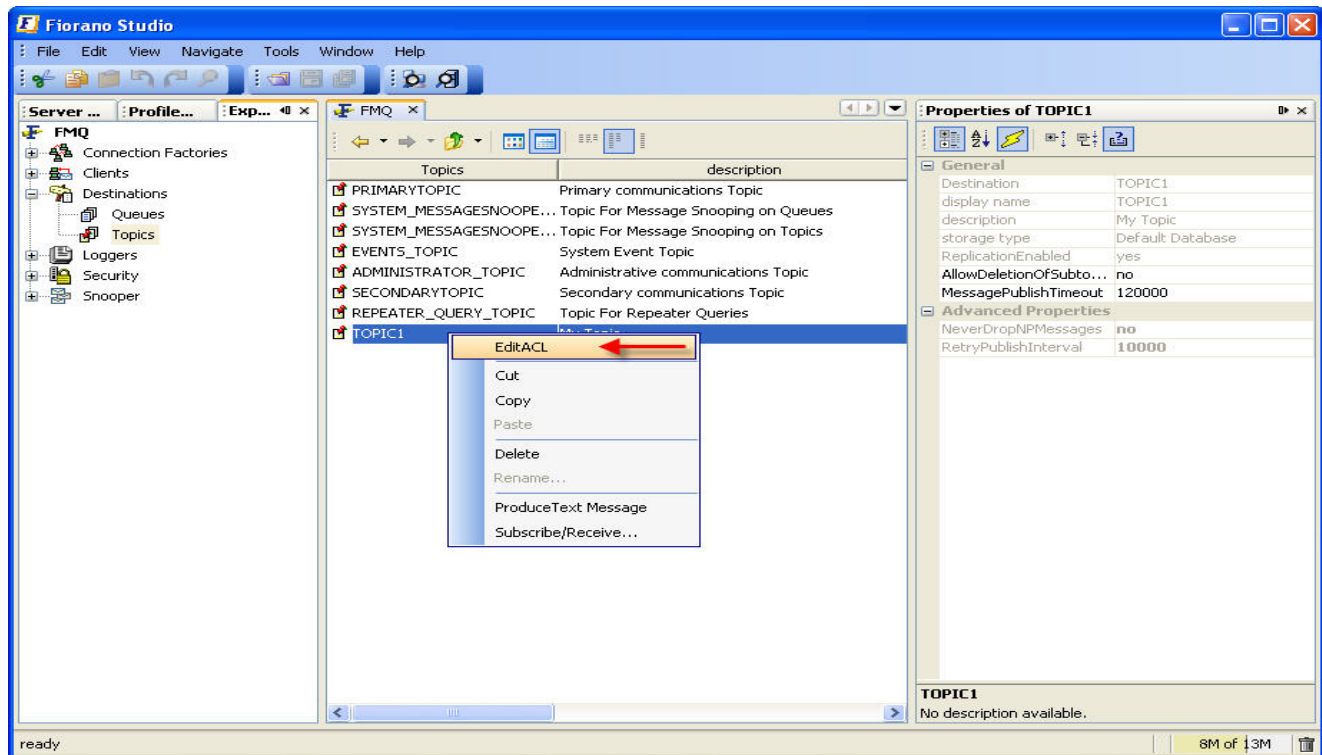 Fiorano Studio
File Edit View Navigate Tools Window Help
Server ... Profile... Exp...
FMQ
Connection Factories
Clients
Destinations
Queues
Topics
Loggers
Security
Snooper
FMQ
Topics description
PRIMARYTOPIC Primary communications Topic
SYSTEM_MESSAGESNOOPE... Topic For Message Snooping on Queues
SYSTEM_MESSAGESNOOPE... Topic For Message Snooping on Topics
EVENTS_TOPIC System Event Topic
ADMINISTRATOR_TOPIC Administrative communications Topic
SECONDARYTOPIC Secondary communications Topic
REPEATER_QUERY_TOPIC Topic For Repeater Queries
TOPIC1 My Topic
EditACL
Cut
Copy
Paste
Delete
Rename...
ProduceText Message
Subscribe/Receive...
Properties of TOPIC1
General
Destination TOPIC1
display name TOPIC1
description My Topic
storage type Default Database
ReplicationEnabled yes
AllowDeletionOfSubto... no
MessagePublishTimeout 120000
Advanced Properties
NeverDropNPMessages no
RetryPublishInterval 10000
TOPIC1
No description available.
ready 8M of 13M